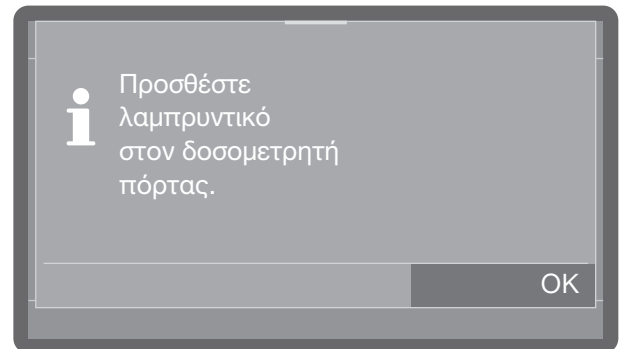 Προσθέστε
λαμπρυντικό
στον δοσομετρητή
πόρτας.
OK